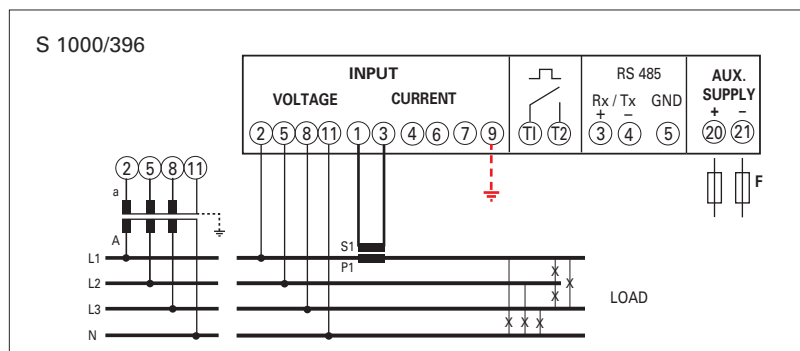 S 1000/396
INPUT
VOLTAGE CURRENT
2 5 8 11 1 3 4 6 7 9
T1 T2
RS 485
Rx / Tx GND
+ −
3 4 5
AUX.
SUPPLY
+ −
20 21
F
2 5 8 11
a
A
S1
P1
L1
L2
L3
N
X X X
X X X
LOAD